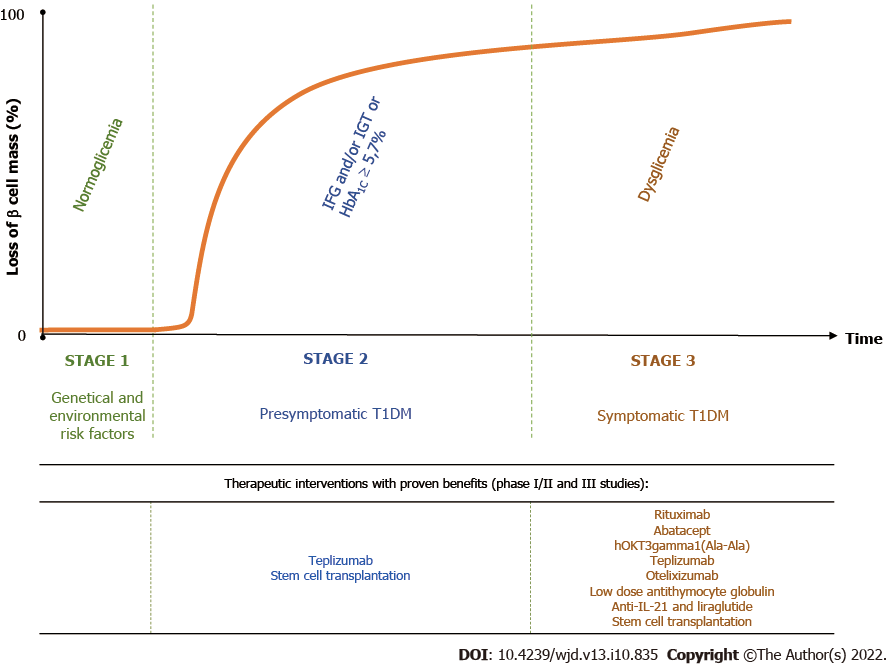 100
Loss of β cell mass (%)
0
Normoglicemia
IFG and/or IGT or
HbA1C ≥ 5,7%
Dysglicemia
Time
STAGE 1
STAGE 2
STAGE 3
Genetical and
environmental
risk factors
Presymptomatic T1DM
Symptomatic T1DM
Therapeutic interventions with proven benefits (phase I/II and III studies):
Teplizumab
Stem cell transplantation
Rituximab
Abatacept
hOKT3gamma1(Ala-Ala)
Teplizumab
Otelixizumab
Low dose antithymocyte globulin
Anti-IL-21 and liraglutide
Stem cell transplantation
DOI: 10.4239/wjd.v13.i10.835 Copyright ©The Author(s) 2022.